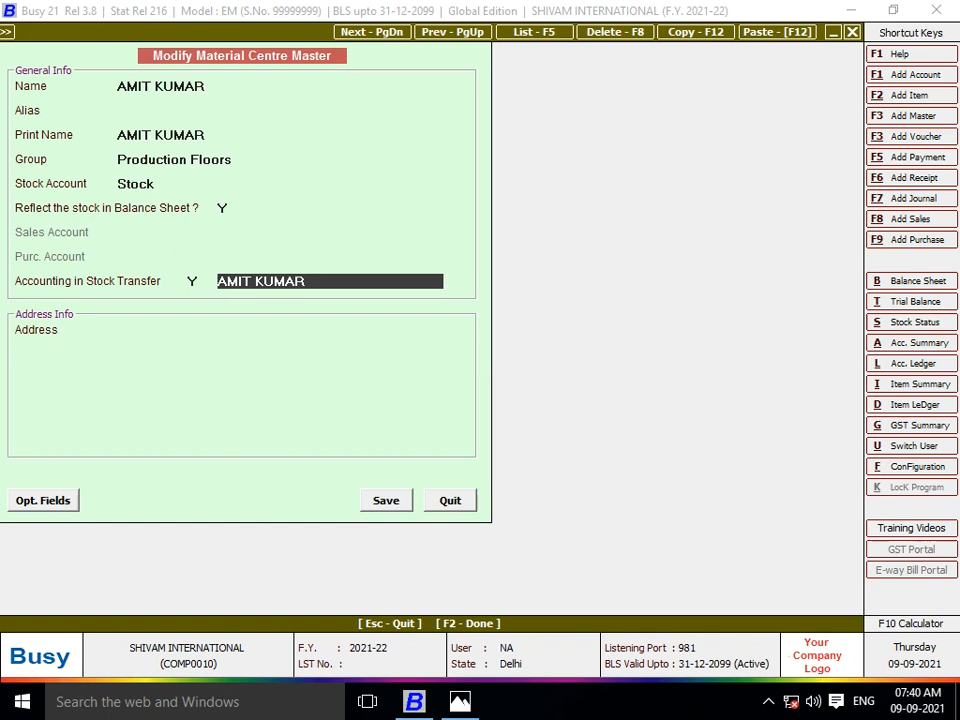 B Busy 21 Rel 3.8 | Stat Rel 216 | Model : EM (S.No. 99999999) | BLS upto 31-12-2099 | Global Edition | SHIVAM INTERNATIONAL (F.Y. 2021-22)
>> Next - PgDn Prev - PgUp List - F5 Delete - F8 Copy - F12 Paste - [F12]
Modify Material Centre Master
General Info
Name AMIT KUMAR
Alias
Print Name AMIT KUMAR
Group Production Floors
Stock Account Stock
Reflect the stock in Balance Sheet ? Y
Sales Account
Purc. Account
Accounting in Stock Transfer Y AMIT KUMAR
Address Info
Address
Opt. Fields Save Quit
Shortcut Keys
F1 Help
F1 Add Account
F2 Add Item
F3 Add Master
F3 Add Voucher
F5 Add Payment
F6 Add Receipt
F7 Add Journal
F8 Add Sales
F9 Add Purchase
B Balance Sheet
T Trial Balance
S Stock Status
A Acc. Summary
L Acc. Ledger
I Item Summary
D Item LeDger
G GST Summary
U Switch User
F ConFiguration
K LocK Program
Training Videos
GST Portal
E-way Bill Portal
[ Esc - Quit ] [ F2 - Done ]
F10 Calculator
Busy
SHIVAM INTERNATIONAL
(COMP0010)
F.Y. : 2021-22
LST No. :
User : NA
State : Delhi
Listening Port : 981
BLS Valid Upto : 31-12-2099 (Active)
Your
Company
Logo
Thursday
09-09-2021
Search the web and Windows
B
ENG
07:40 AM
09-09-2021